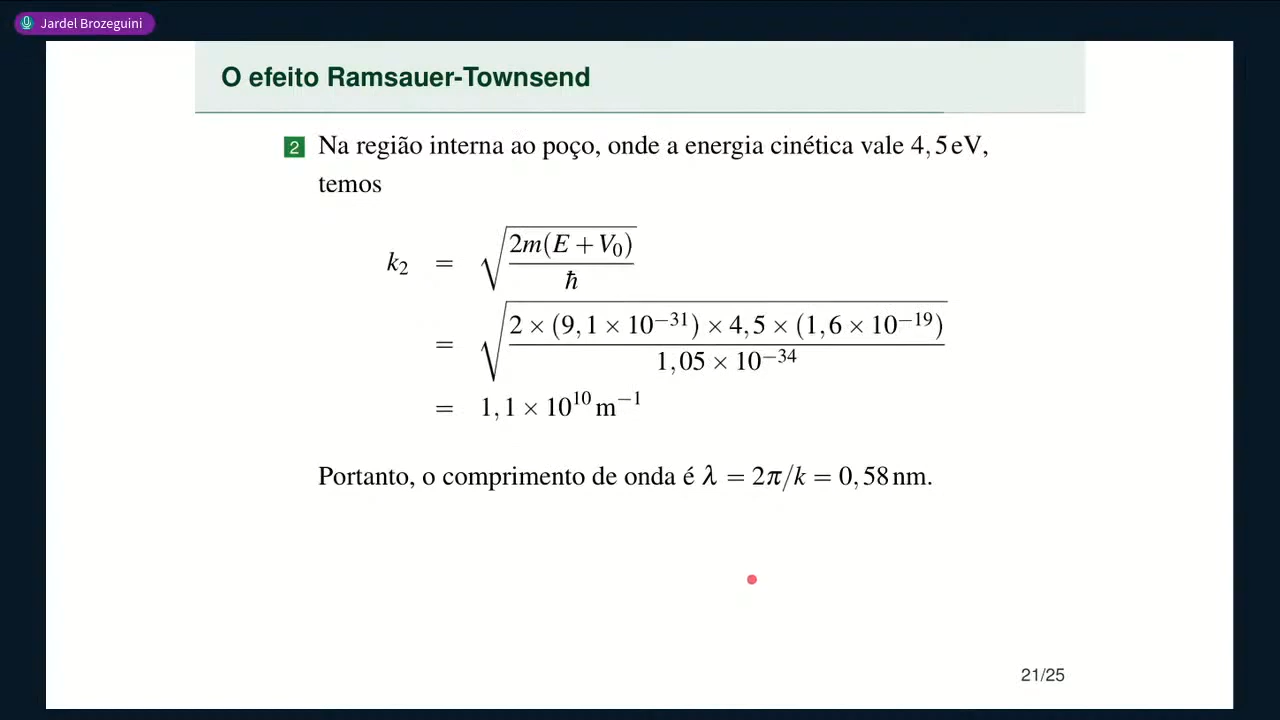 Jardel Brozeguini
O efeito Ramsauer-Townsend
2 Na região interna ao poço, onde a energia cinética vale 4,5 eV,
temos
k₂ = √(2m(E + V₀) / ħ)
= √(2 × (9,1 × 10⁻³¹) × 4,5 × (1,6 × 10⁻¹⁹) / 1,05 × 10⁻³⁴)
= 1,1 × 10¹⁰ m⁻¹
Portanto, o comprimento de onda é λ = 2π/k = 0,58 nm.
21/25